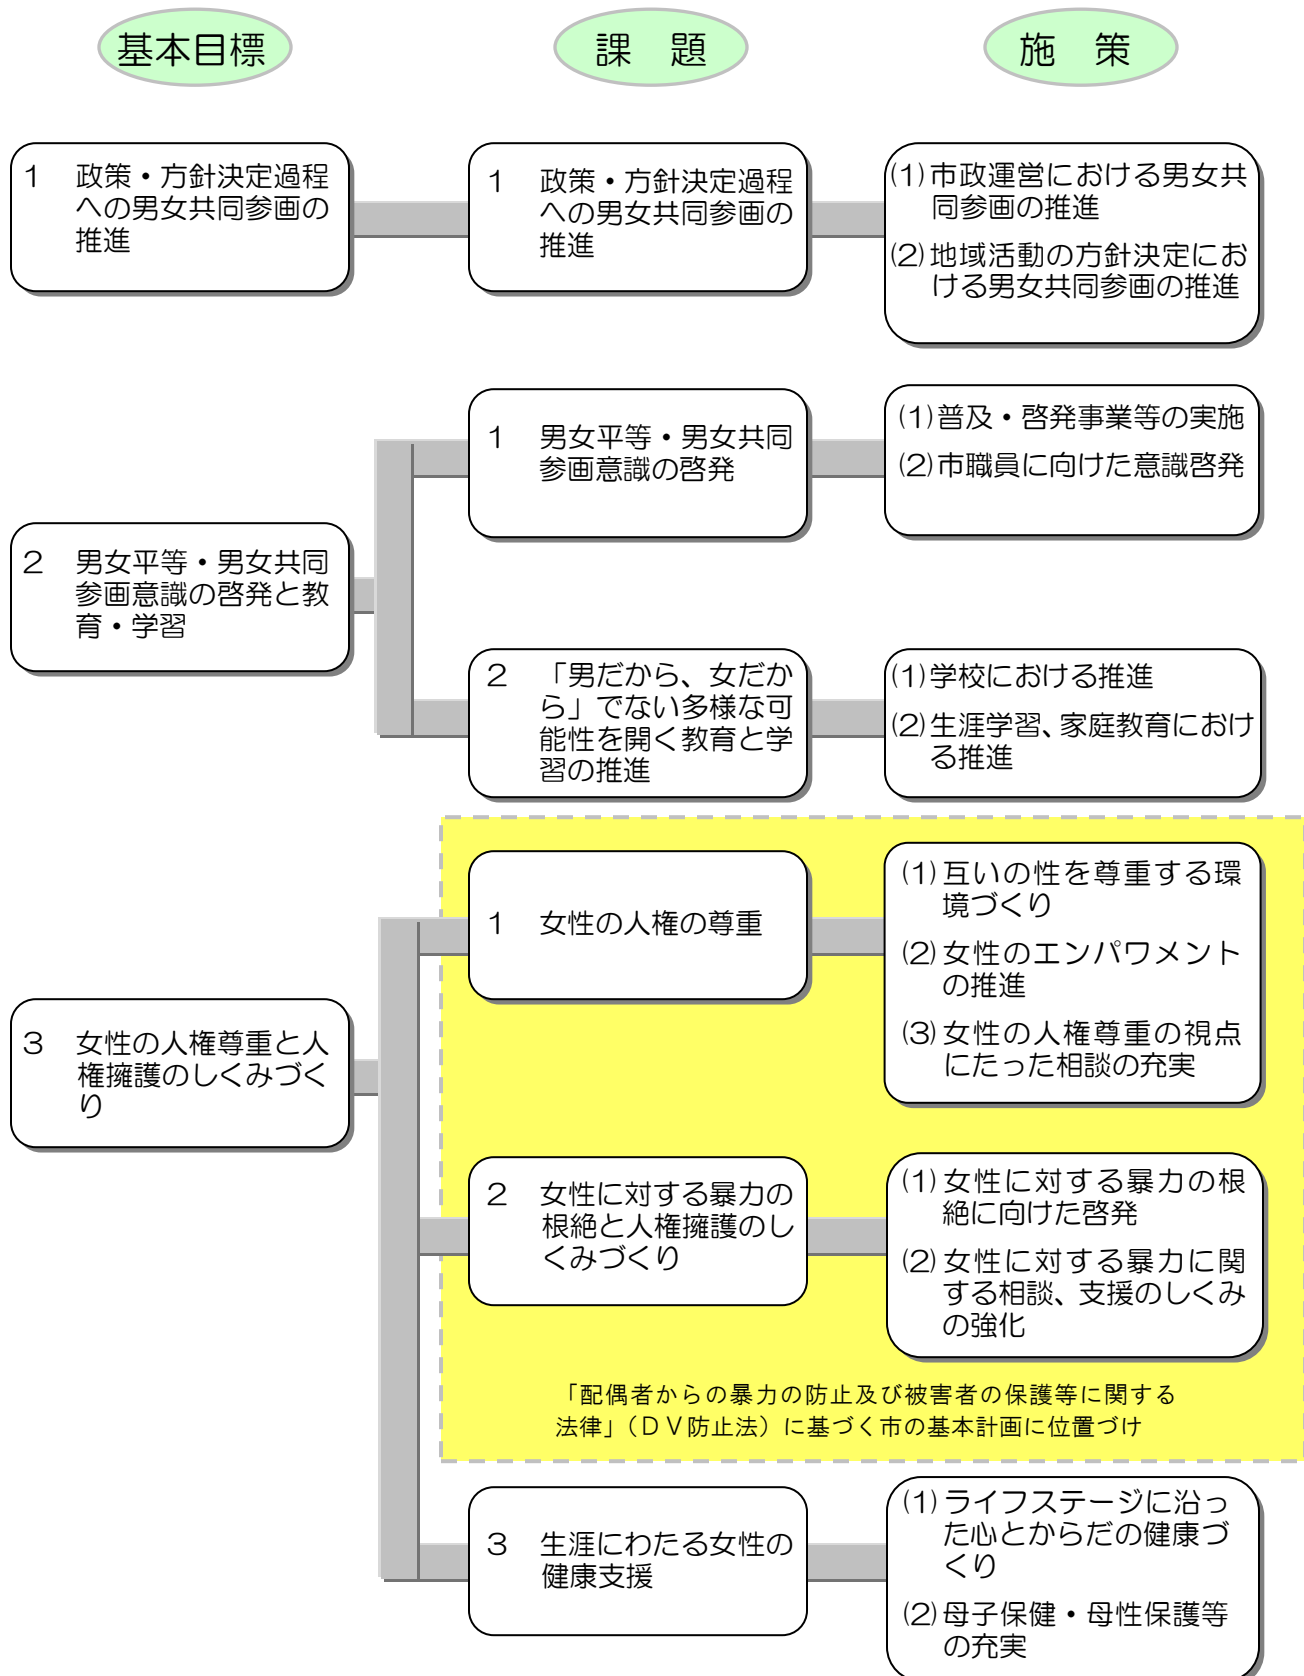 基本目標
課　題
施　策
1　政策・方針決定過程
への男女共同参画の
推進
1　政策・方針決定過程
への男女共同参画の
推進
(1)市政運営における男女共
同参画の推進
(2)地域活動の方針決定にお
ける男女共同参画の推進
2　男女平等・男女共同
参画意識の啓発と教
育・学習
1　男女平等・男女共同
参画意識の啓発
(1)普及・啓発事業等の実施
(2)市職員に向けた意識啓発
2　「男だから、女だか
ら」でない多様な可
能性を開く教育と学
習の推進
(1)学校における推進
(2)生涯学習、家庭教育におけ
る推進
3　女性の人権尊重と人
権擁護のしくみづく
り
1　女性の人権の尊重
(1)互いの性を尊重する環
境づくり
(2)女性のエンパワメント
の推進
(3)女性の人権尊重の視点
にたった相談の充実
2　女性に対する暴力の
根絶と人権擁護のし
くみづくり
(1)女性に対する暴力の根
絶に向けた啓発
(2)女性に対する暴力に関
する相談、支援のしくみ
の強化
「配偶者からの暴力の防止及び被害者の保護等に関する
法律」（ＤＶ防止法）に基づく市の基本計画に位置づけ
3　生涯にわたる女性の
健康支援
(1)ライフステージに沿っ
た心とからだの健康づ
くり
(2)母子保健・母性保護等
の充実